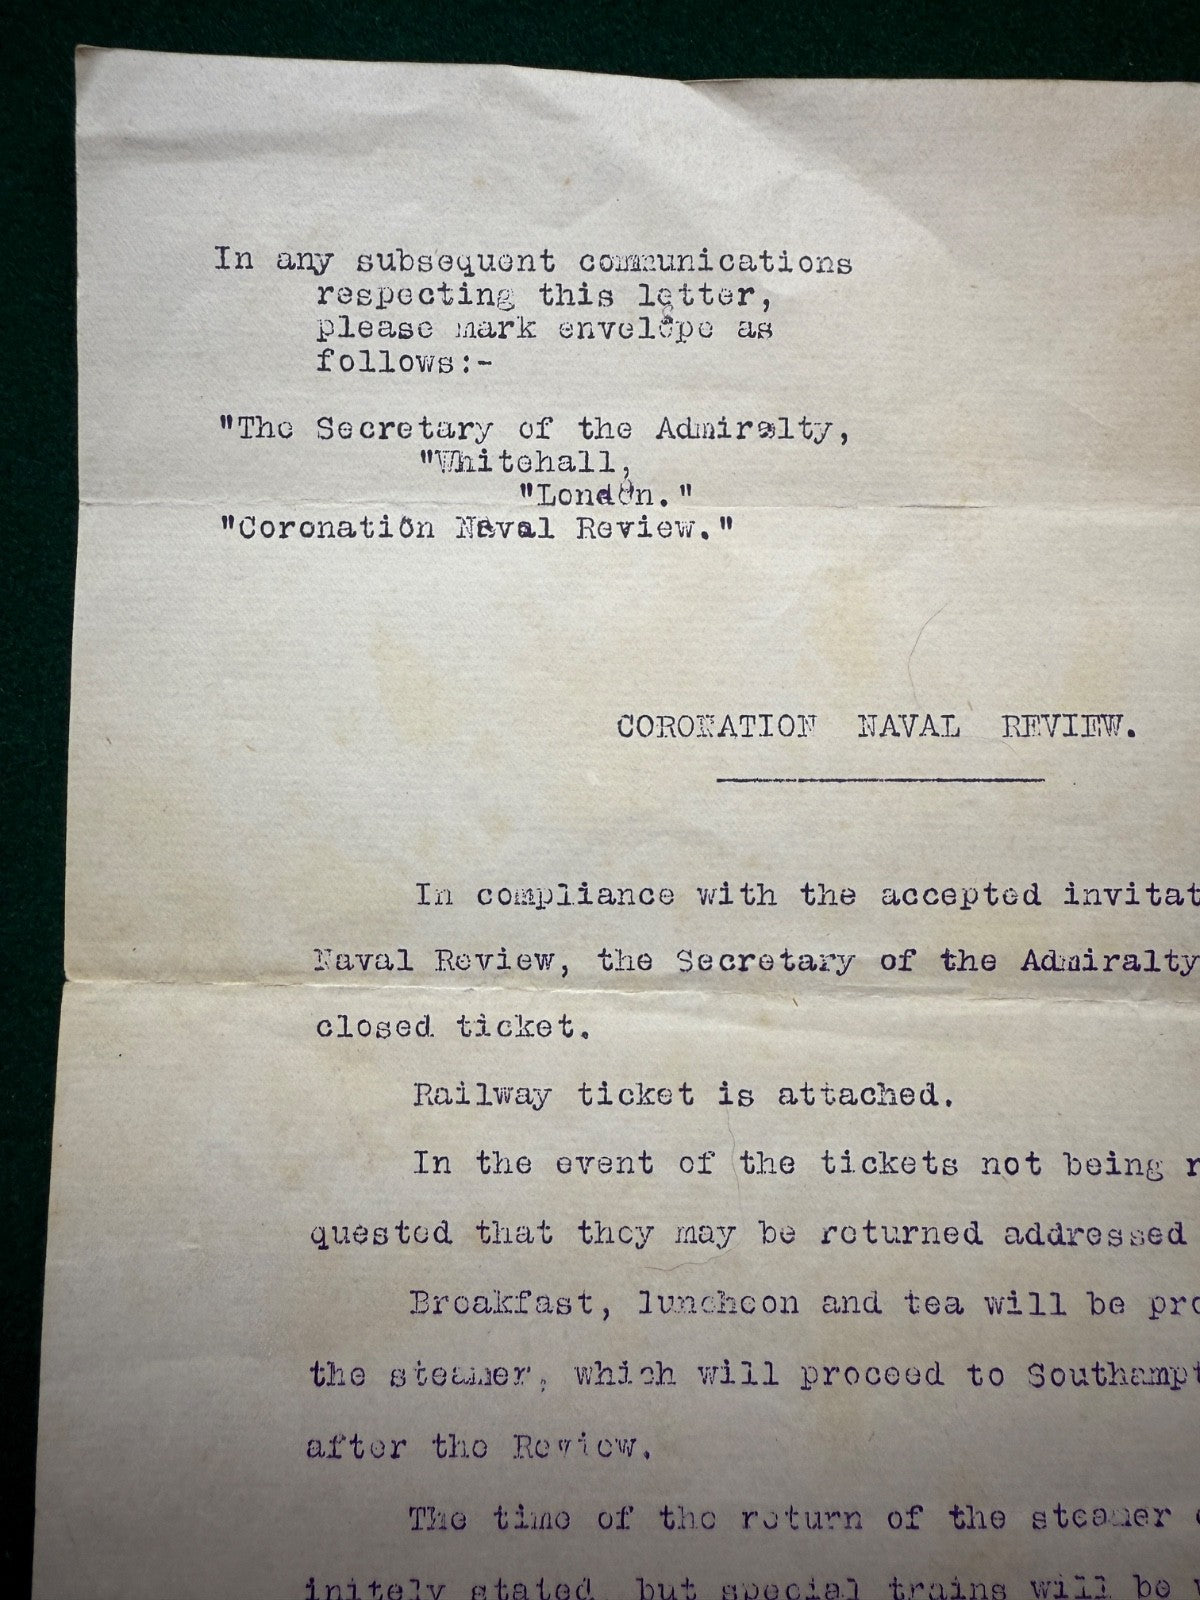 In any subsequent communications
respecting this letter,
please mark envelope as
follows:-
"The Secretary of the Admiralty,
"Whitehall,
"London."
"Coronation Naval Review."
CORONATION NAVAL REVIEW.
In compliance with the accepted invitat
Naval Review, the Secretary of the Admiralty
closed ticket.
Railway ticket is attached.
In the event of the tickets not being r
quested that they may be returned addressed
Breakfast, luncheon and tea will be pro
the steamer, which will proceed to Southampt
after the Review.
The time of the return of the steamer
initely stated, but special trains will be